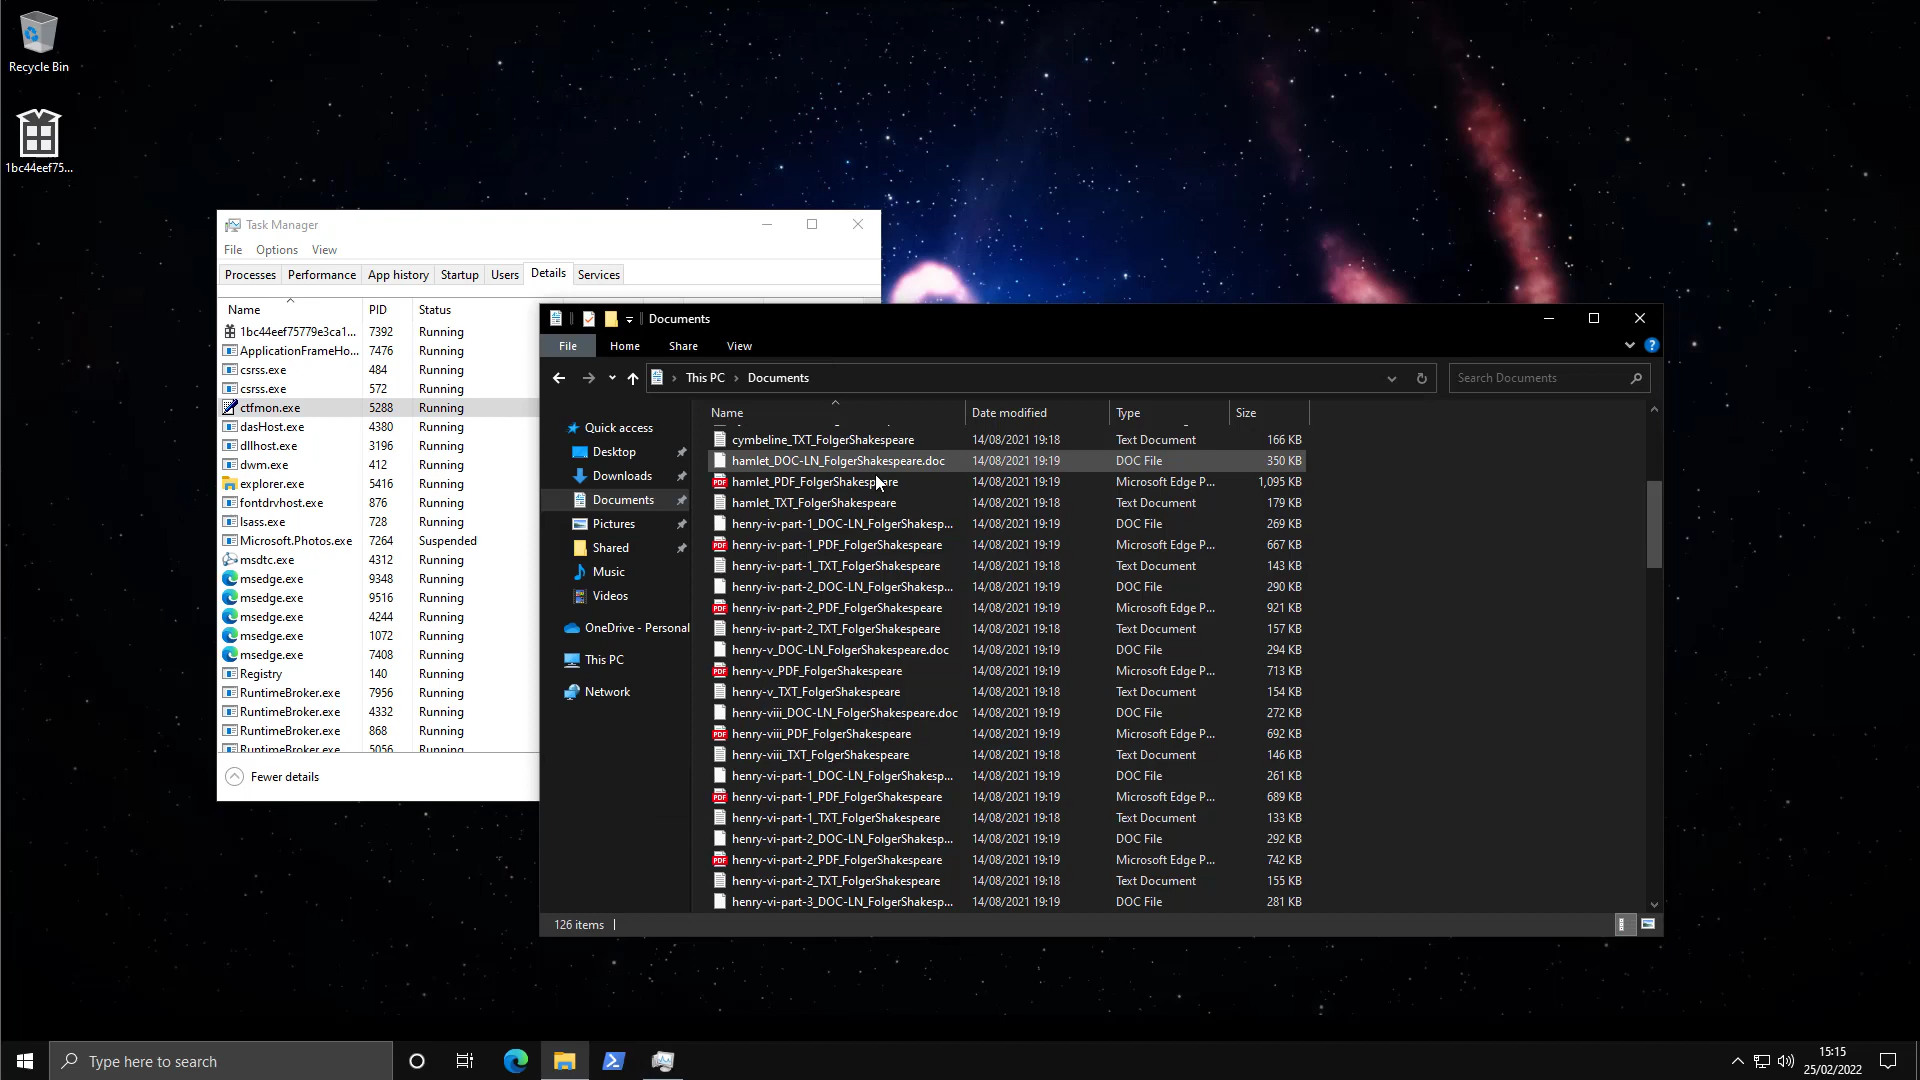 Recycle Bin
1bc44eef75...
Task Manager
File Options View
Processes Performance App history Startup Users Details Services
Name PID Status
1bc44eef75779e3ca1... 7392 Running
ApplicationFrameHo... 7476 Running
csrss.exe 484 Running
csrss.exe 572 Running
ctfmon.exe 5288 Running
dasHost.exe 4380 Running
dllhost.exe 3196 Running
dwm.exe 412 Running
explorer.exe 5416 Running
fontdrvhost.exe 876 Running
lsass.exe 728 Running
Microsoft.Photos.exe 7264 Suspended
msdtc.exe 4312 Running
msedge.exe 9348 Running
msedge.exe 9516 Running
msedge.exe 4244 Running
msedge.exe 1072 Running
msedge.exe 7408 Running
Registry 140 Running
RuntimeBroker.exe 7956 Running
RuntimeBroker.exe 4332 Running
RuntimeBroker.exe 868 Running
RuntimeBroker.exe 5056 Running
Fewer details
Documents
File Home Share View
This PC Documents
Search Documents
Quick access
Desktop
Downloads
Documents
Pictures
Shared
Music
Videos
OneDrive - Personal
This PC
Network
Name Date modified Type Size
cymbeline_TXT_FolgerShakespeare 14/08/2021 19:18 Text Document 166 KB
hamlet_DOC-LN_FolgerShakespeare.doc 14/08/2021 19:19 DOC File 350 KB
hamlet_PDF_FolgerShakespeare 14/08/2021 19:19 Microsoft Edge P... 1,095 KB
hamlet_TXT_FolgerShakespeare 14/08/2021 19:18 Text Document 179 KB
henry-iv-part-1_DOC-LN_FolgerShakesp... 14/08/2021 19:19 DOC File 269 KB
henry-iv-part-1_PDF_FolgerShakespeare 14/08/2021 19:19 Microsoft Edge P... 667 KB
henry-iv-part-1_TXT_FolgerShakespeare 14/08/2021 19:18 Text Document 143 KB
henry-iv-part-2_DOC-LN_FolgerShakesp... 14/08/2021 19:19 DOC File 290 KB
henry-iv-part-2_PDF_FolgerShakespeare 14/08/2021 19:19 Microsoft Edge P... 921 KB
henry-iv-part-2_TXT_FolgerShakespeare 14/08/2021 19:18 Text Document 157 KB
henry-v_DOC-LN_FolgerShakespeare.doc 14/08/2021 19:19 DOC File 294 KB
henry-v_PDF_FolgerShakespeare 14/08/2021 19:19 Microsoft Edge P... 713 KB
henry-v_TXT_FolgerShakespeare 14/08/2021 19:18 Text Document 154 KB
henry-viii_DOC-LN_FolgerShakespeare.doc 14/08/2021 19:19 DOC File 272 KB
henry-viii_PDF_FolgerShakespeare 14/08/2021 19:19 Microsoft Edge P... 692 KB
henry-viii_TXT_FolgerShakespeare 14/08/2021 19:18 Text Document 146 KB
henry-vi-part-1_DOC-LN_FolgerShakesp... 14/08/2021 19:19 DOC File 261 KB
henry-vi-part-1_PDF_FolgerShakespeare 14/08/2021 19:19 Microsoft Edge P... 689 KB
henry-vi-part-1_TXT_FolgerShakespeare 14/08/2021 19:18 Text Document 133 KB
henry-vi-part-2_DOC-LN_FolgerShakesp... 14/08/2021 19:19 DOC File 292 KB
henry-vi-part-2_PDF_FolgerShakespeare 14/08/2021 19:19 Microsoft Edge P... 742 KB
henry-vi-part-2_TXT_FolgerShakespeare 14/08/2021 19:18 Text Document 155 KB
henry-vi-part-3_DOC-LN_FolgerShakesp... 14/08/2021 19:19 DOC File 281 KB
126 items
Type here to search
15:15
25/02/2022